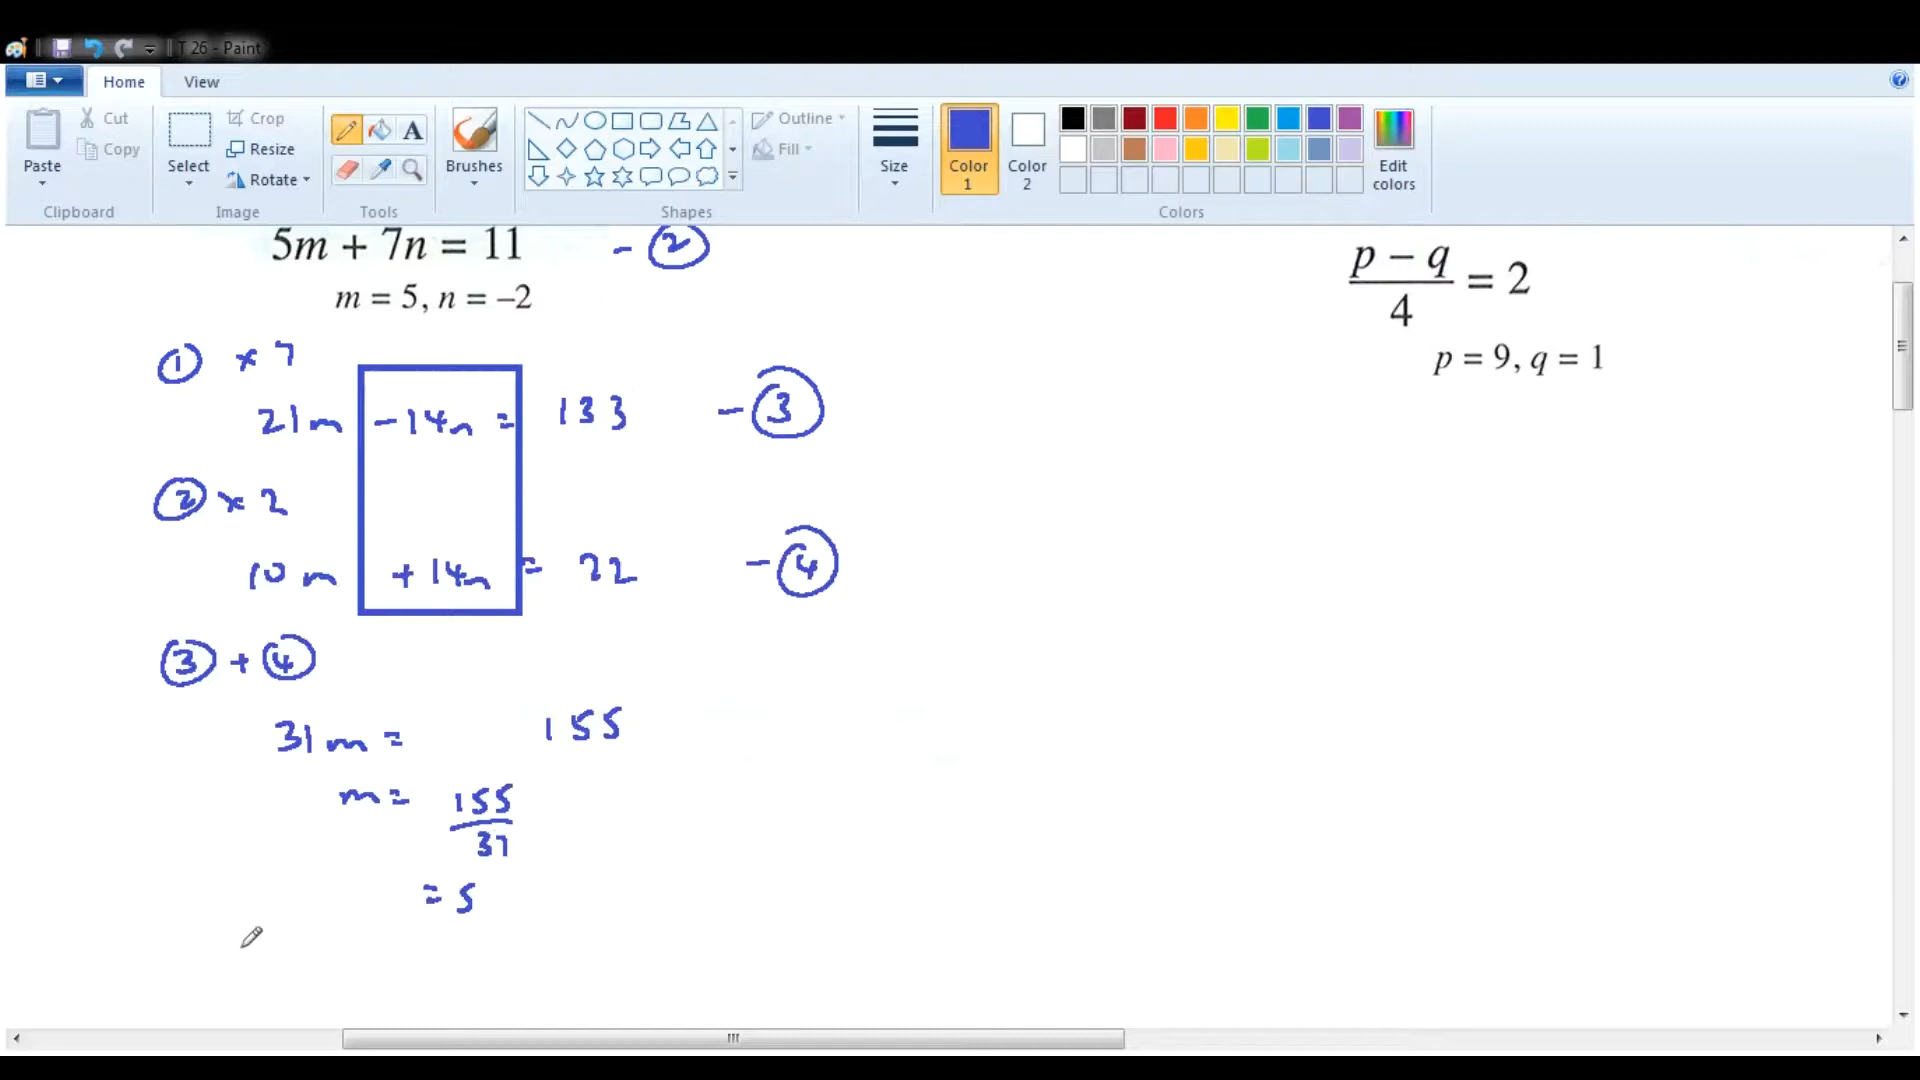 T 26 - Paint
Home View
Paste
Cut
Copy
Clipboard
Select
Crop
Resize
Rotate
Image
A
Tools
Brushes
Outline
Fill
Shapes
Size
Color 1
Color 2
Edit colors
Colors
5m + 7n = 11 - ②
m = 5, n = –2
① × 7
21m - 14n = 133 - ③
② × 2
10m + 14n = 22 - ④
③ + ④
31m = 155
m = 155
31
= 5
p – q
4
= 2
p = 9, q = 1